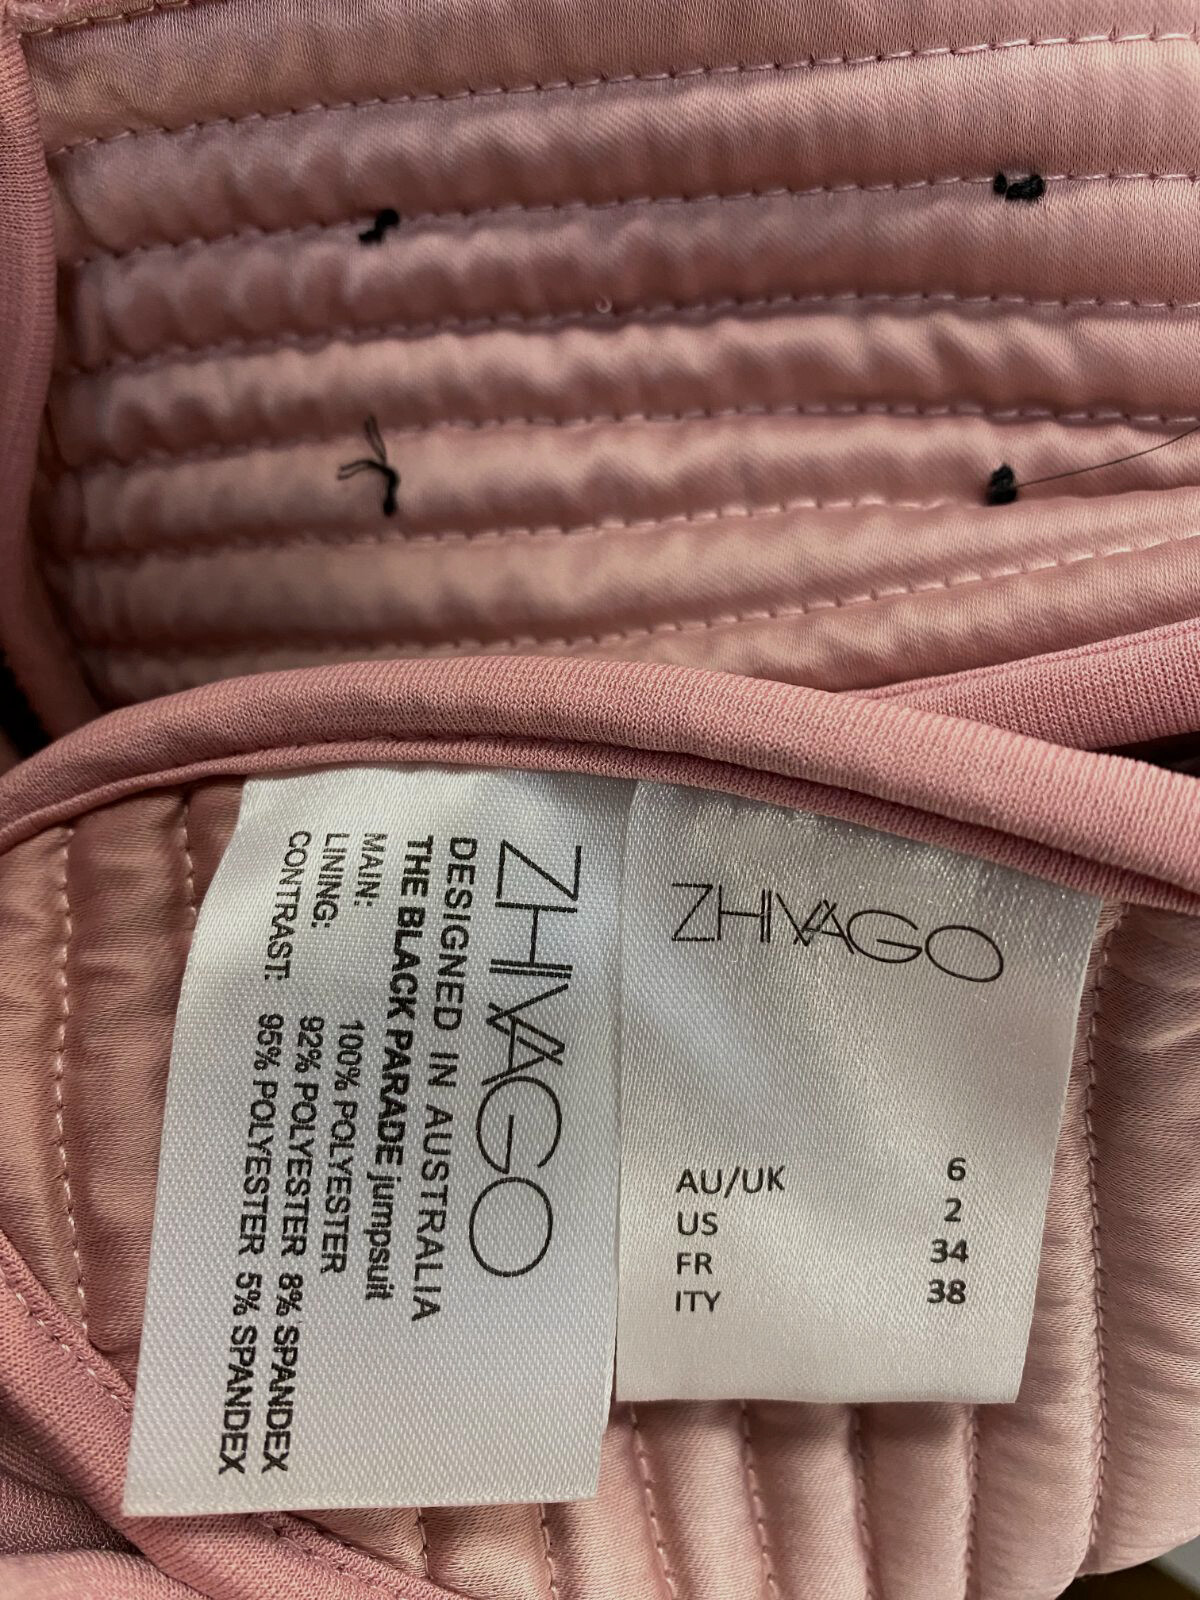 ZHIVAGO
DESIGNED IN AUSTRALIA
THE BLACK PARADE jumpsuit
MAIN: 100% POLYESTER
LINING: 92% POLYESTER 8% SPANDEX
CONTRAST: 95% POLYESTER 5% SPANDEX
ZHIVAGO
AU/UK 6
US 2
FR 34
ITY 38